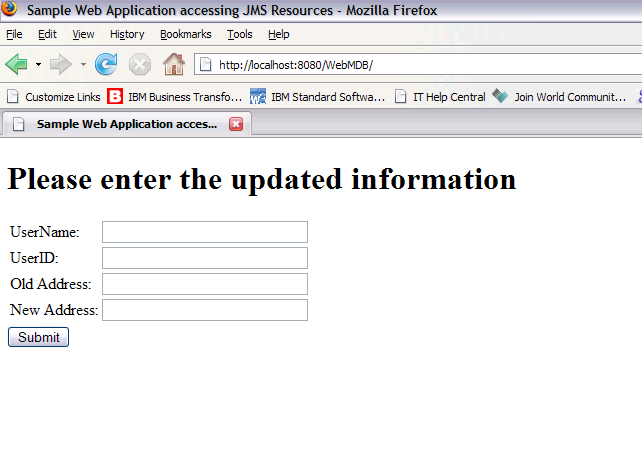 Sample Web Application accessing JMS Resources - Mozilla Firefox
File Edit View History Bookmarks Tools Help
http://localhost:8080/WebMDB/
Customize Links IBM Business Transfo... IBM Standard Softwa... IT Help Central Join World Communit...
Sample Web Application acces...
Please enter the updated information
UserName:
UserID:
Old Address:
New Address:
Submit